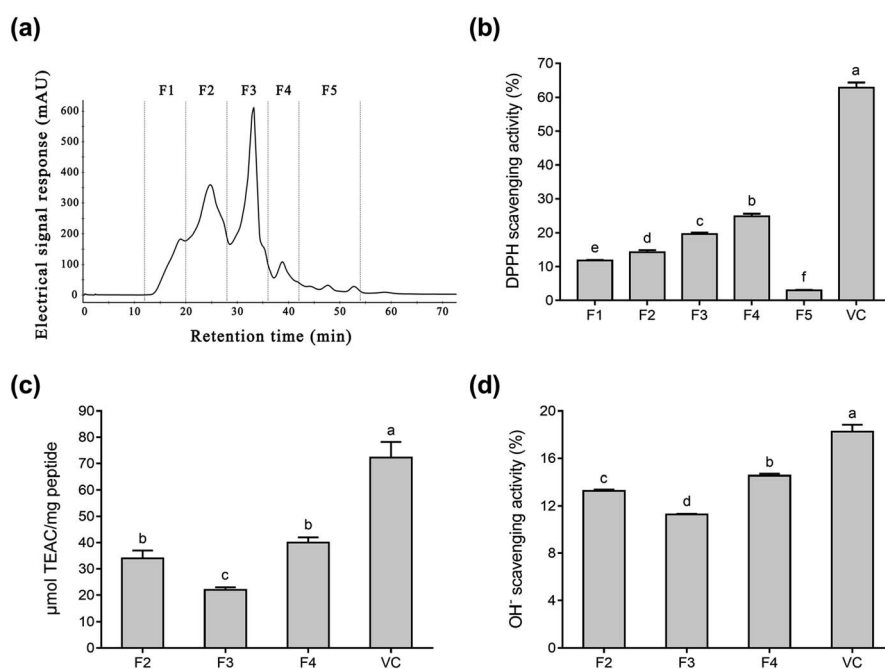 (a)
F1 F2 F3 F4 F5
Electrical signal response (mAU)
600
500
400
300
200
100
0
0 10 20 30 40 50 60 70
Retention time (min)
(b)
DPPH scavenging activity (%)
70
60
50
40
30
20
10
0
e d c b f a
F1 F2 F3 F4 F5 VC
(c)
µmol TEAC/mg peptide
90
80
70
60
50
40
30
20
10
0
b c b a
F2 F3 F4 VC
(d)
OH⁻ scavenging activity (%)
20
16
12
8
4
0
c d b a
F2 F3 F4 VC